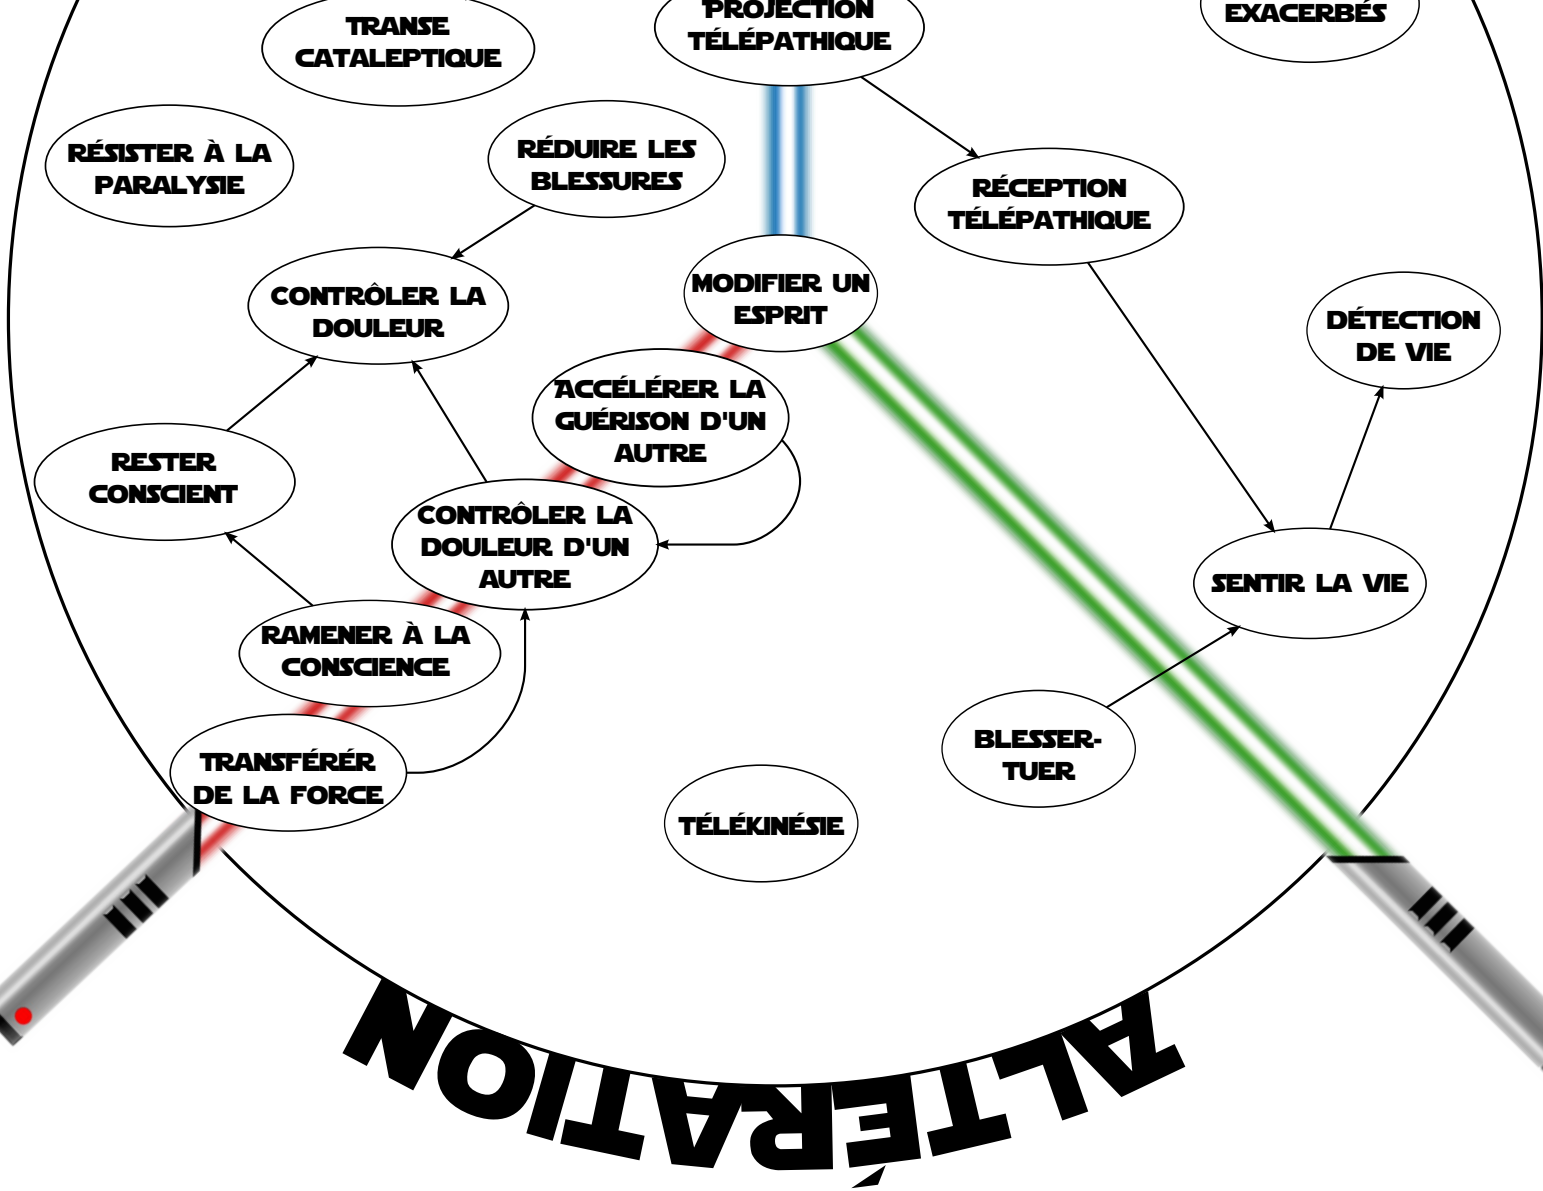 TRANSE
CATALEPTIQUE
PROJECTION
TÉLÉPATHIQUE
EXACERBÉS
RÉSISTER À LA
PARALYSIE
RÉDUIRE LES
BLESSURES
RÉCEPTION
TÉLÉPATHIQUE
CONTRÔLER LA
DOULEUR
MODIFIER UN
ESPRIT
DÉTECTION
DE VIE
ACCÉLÉRER LA
GUÉRISON D'UN
AUTRE
RESTER
CONSCIENT
CONTRÔLER LA
DOULEUR D'UN
AUTRE
SENTIR LA VIE
RAMENER À LA
CONSCIENCE
TRANSFÉRÉR
DE LA FORCE
BLESSER-
TUER
TÉLÉKINÉSIE
ALTÉRATION